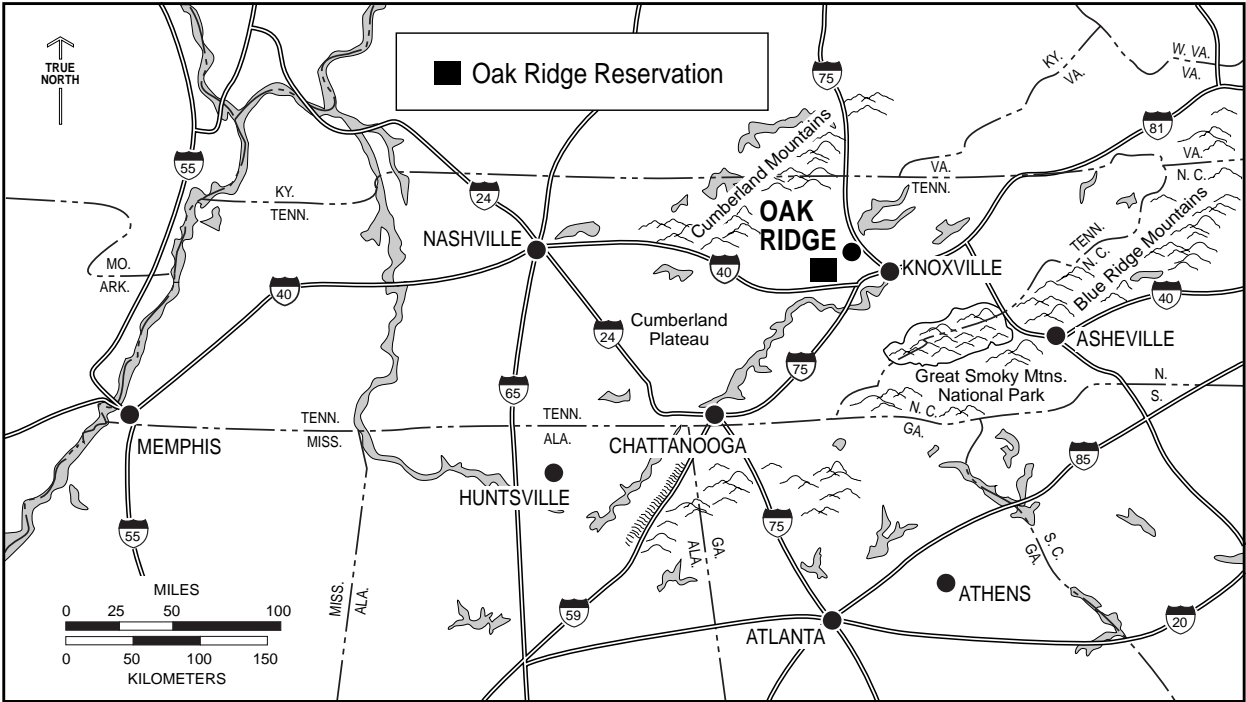 TRUE
NORTH
Oak Ridge Reservation
75
KY.
VA.
W. VA.
VA.
81
55
Cumberland Mountains
VA.
TENN.
VA.
N. C.
KY.
TENN.
24
OAK
RIDGE
NASHVILLE
TENN.
N. C.
Blue Ridge Mountains
MO.
ARK.
40
40
KNOXVILLE
40
Cumberland
Plateau
24
75
ASHEVILLE
Great Smoky Mtns.
National Park
65
N.
S.
N. C.
GA.
TENN.
MISS.
TENN.
ALA.
MEMPHIS
CHATTANOOGA
85
HUNTSVILLE
55
75
GA.
ALA.
S. C.
GA.
MISS.
ALA.
ATHENS
59
ATLANTA
20
MILES
0 25 50 100
0 50 100 150
KILOMETERS